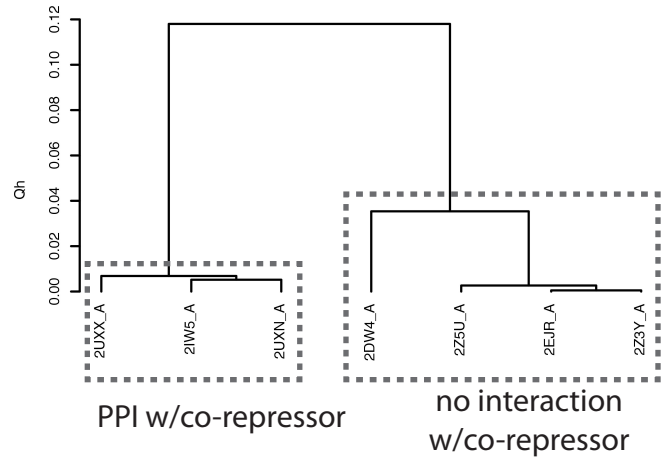 0.12
0.10
0.08
0.06
0.04
0.02
0.00
Qh
2UXX_A
2IW5_A
2UXN_A
2DW4_A
2Z5U_A
2EJR_A
2Z3Y_A
PPI w/co-repressor
no interaction
w/co-repressor